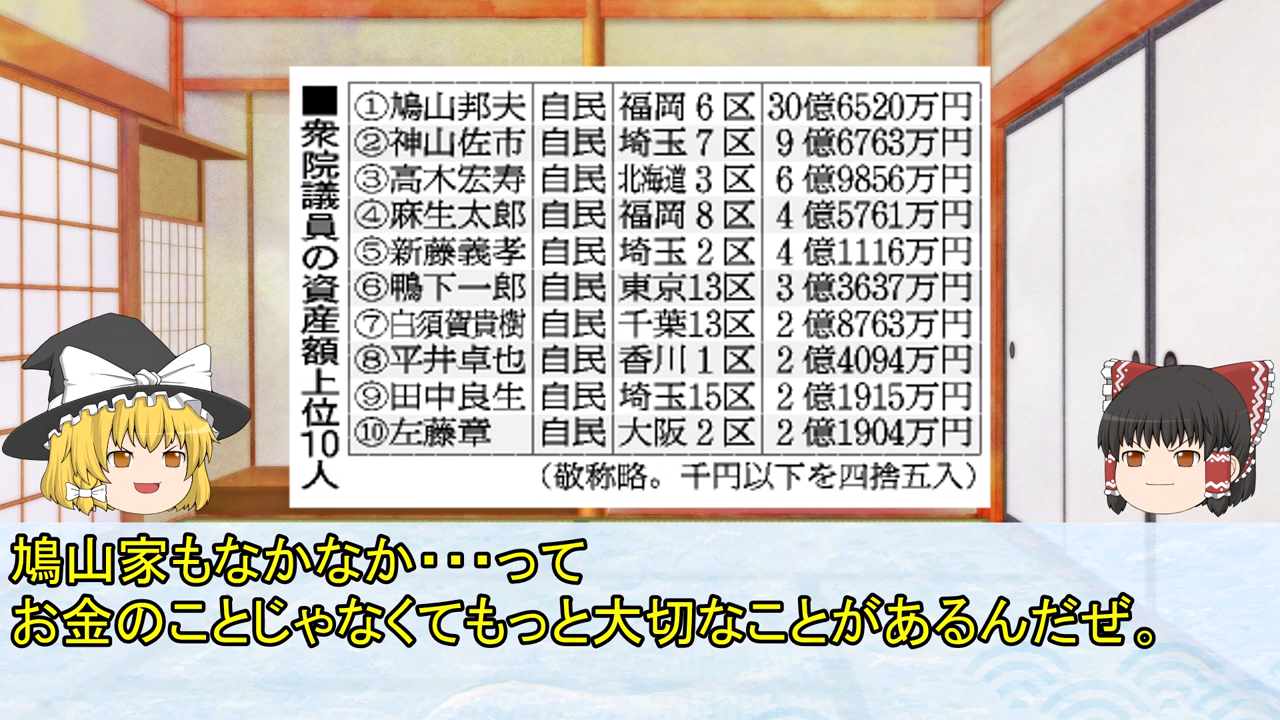 ■衆院議員の資産額上位10人
①鳩山邦夫 自民 福岡6区 30億6520万円
②神山佐市 自民 埼玉7区 9億6763万円
③高木宏寿 自民 北海道3区 6億9856万円
④麻生太郎 自民 福岡8区 4億5761万円
⑤新藤義孝 自民 埼玉2区 4億1116万円
⑥鴨下一郎 自民 東京13区 3億3637万円
⑦白須賀貴樹 自民 千葉13区 2億8763万円
⑧平井卓也 自民 香川1区 2億4094万円
⑨田中良生 自民 埼玉15区 2億1915万円
⑩左藤章 自民 大阪2区 2億1904万円
(敬称略。千円以下を四捨五入)
鳩山家もなかなか・・・って
お金のことじゃなくてもっと大切なことがあるんだぜ。